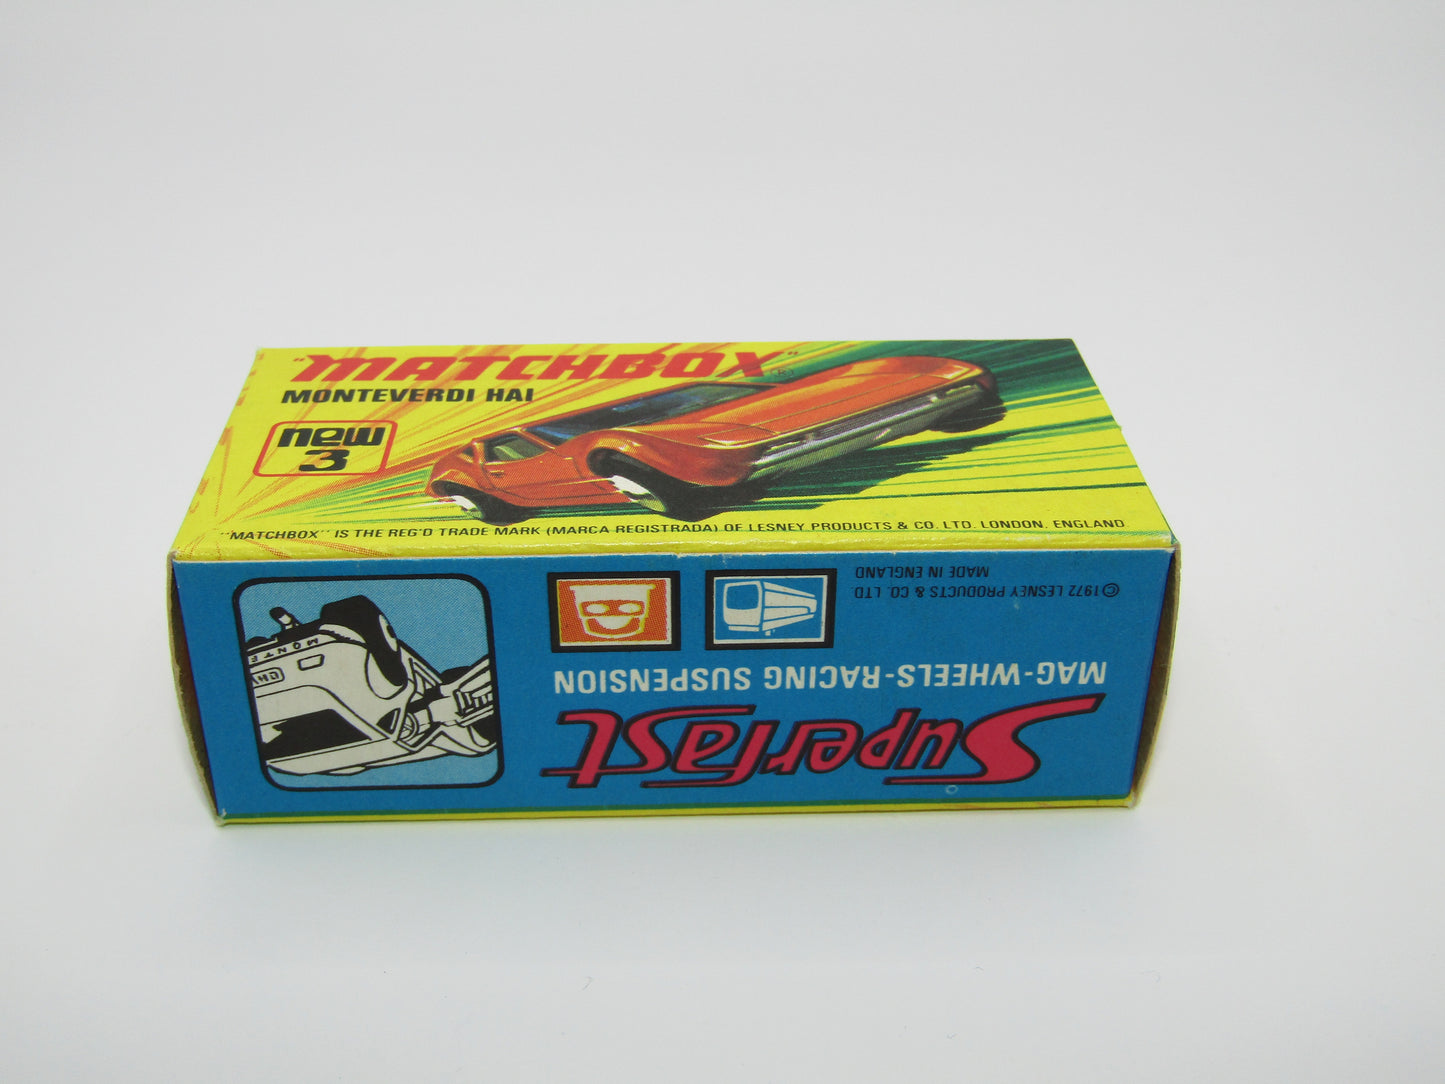 "MATCHBOX"®
MONTEVERDI HAI
new
3
"MATCHBOX" IS THE REG'D TRADE MARK (MARCA REGISTRADA) OF LESNEY PRODUCTS & CO. LTD. LONDON, ENGLAND
Superfast
MAG-WHEELS-RACING SUSPENSION
©1972 LESNEY PRODUCTS & CO. LTD
MADE IN ENGLAND
MONTE